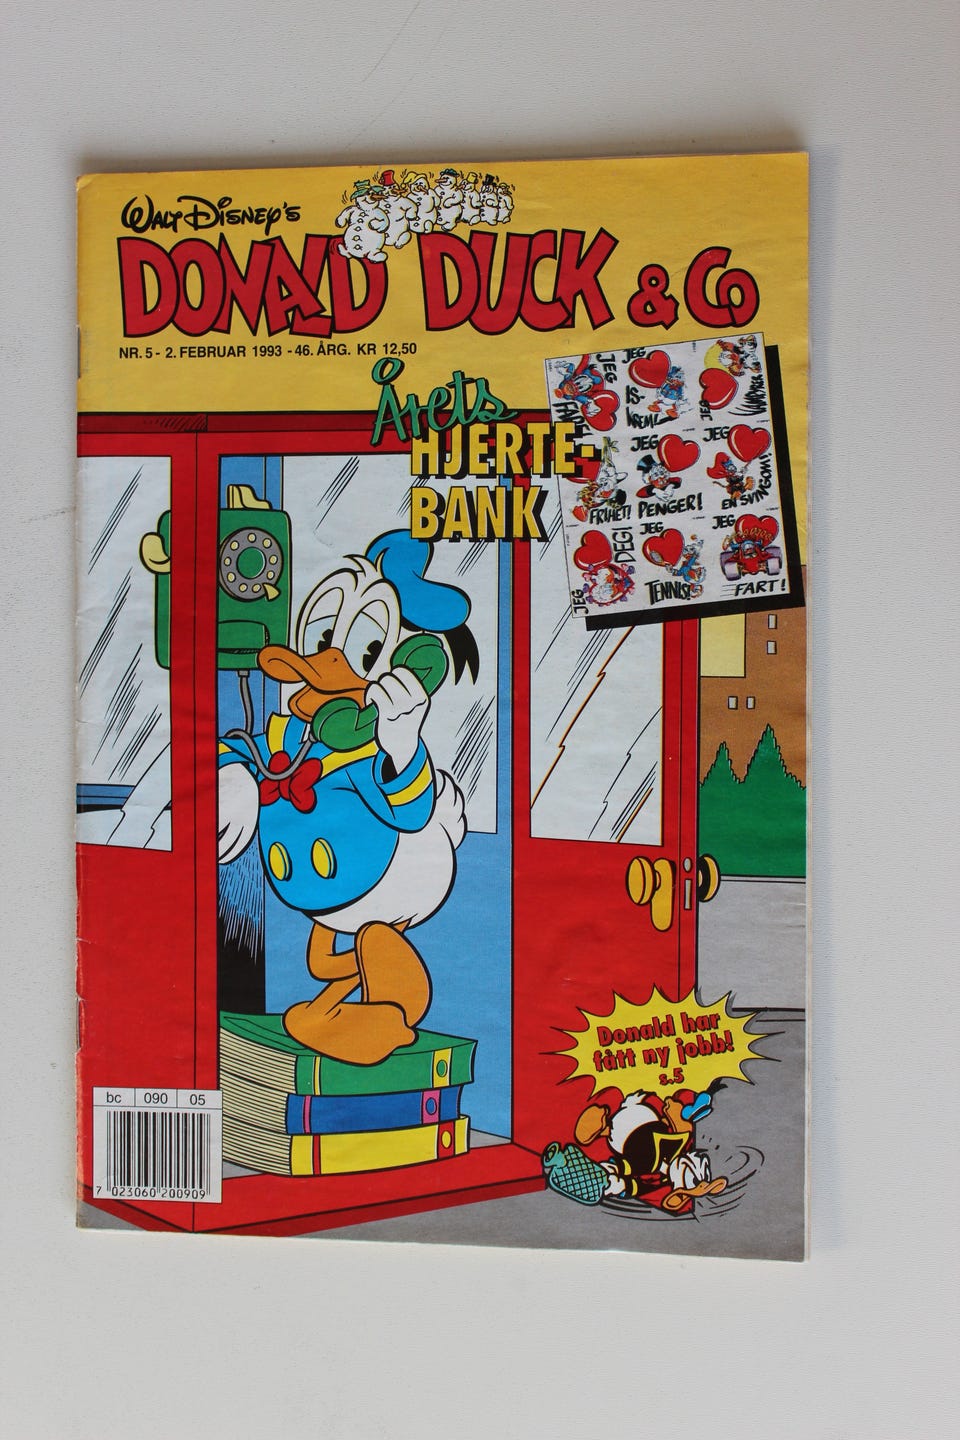 WALT DISNEY'S
DONALD DUCK & CO
NR. 5 - 2. FEBRUAR 1993 - 46. ÅRG. KR 12,50
Årets
HJERTE-
BANK
JEG
JEG
IS-
KREM!
JEG
JEG
FRIHET!
JEG
PENGER!
JEG
EN SVINGOM!
JEG
DEG!
JEG
TENNIS!
JEG
FART!
Donald har
fått ny jobb!
s.5
bc 090 05
7 023060 200909